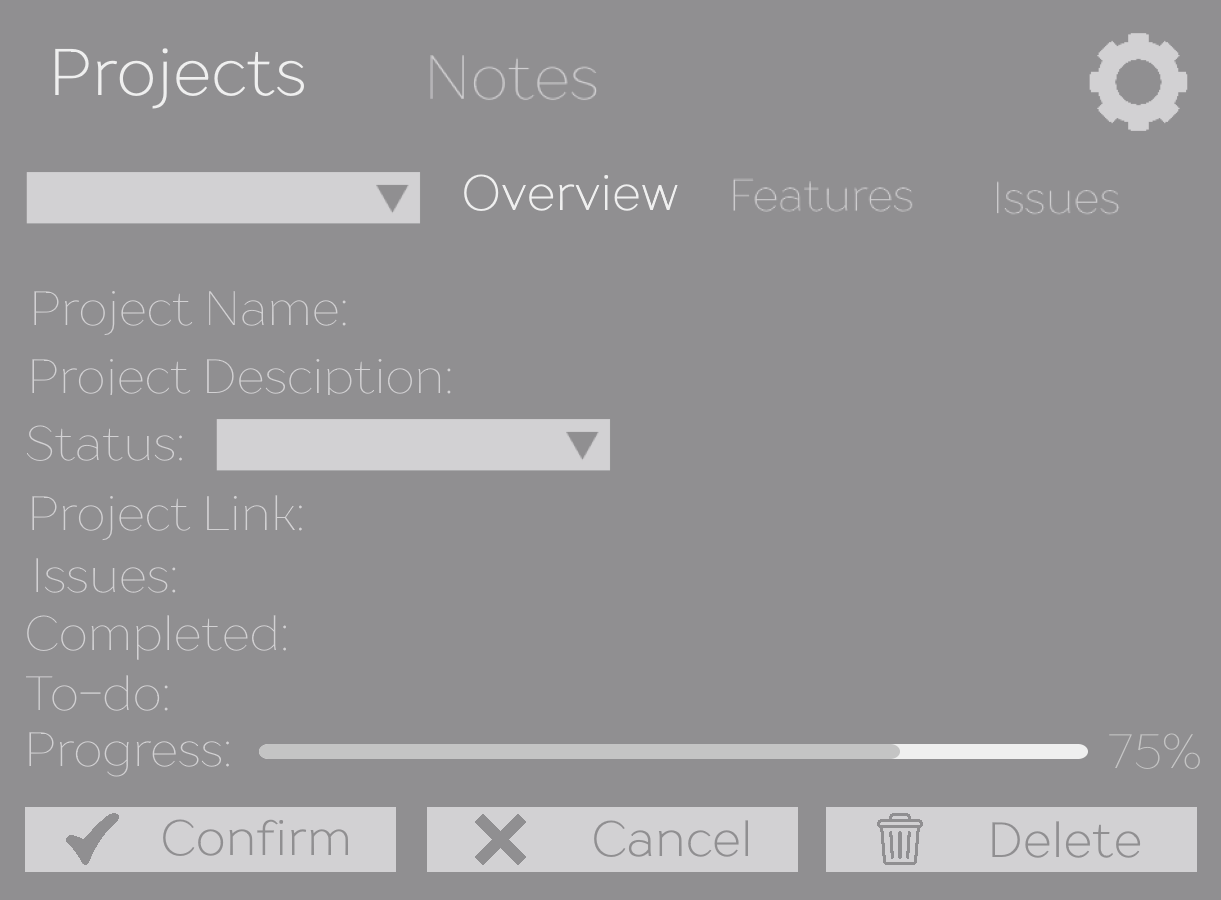 Projects Notes
Overview Features Issues
Project Name:
Project Desciption:
Status:
Project Link:
Issues:
Completed:
To-do:
Progress: 75%
Confirm Cancel Delete